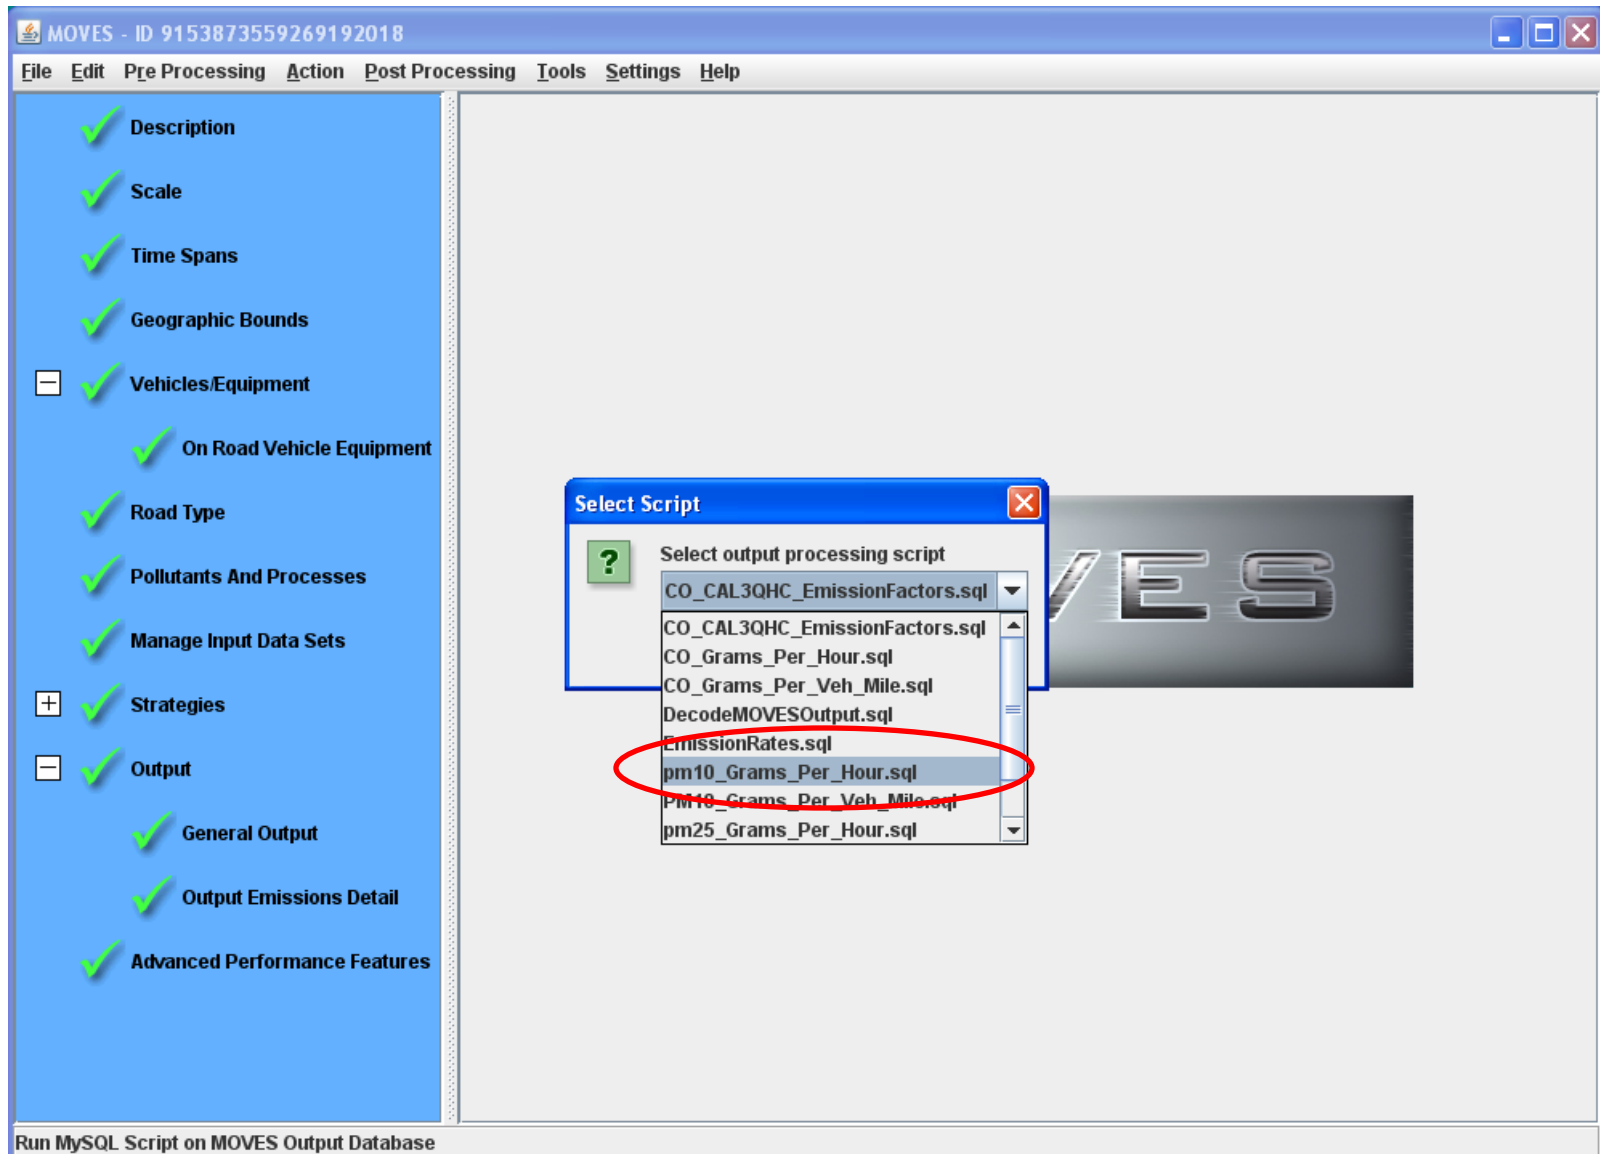 MOVES - ID 9153873559269192018
File Edit Pre Processing Action Post Processing Tools Settings Help
Description
Scale
Time Spans
Geographic Bounds
Vehicles/Equipment
On Road Vehicle Equipment
Road Type
Pollutants And Processes
Manage Input Data Sets
Strategies
Output
General Output
Output Emissions Detail
Advanced Performance Features
Select Script
Select output processing script
CO_CAL3QHC_EmissionFactors.sql
CO_CAL3QHC_EmissionFactors.sql
CO_Grams_Per_Hour.sql
CO_Grams_Per_Veh_Mile.sql
DecodeMOVESOutput.sql
EmissionRates.sql
pm10_Grams_Per_Hour.sql
PM10_Grams_Per_Veh_Mile.sql
pm25_Grams_Per_Hour.sql
VES
Run MySQL Script on MOVES Output Database